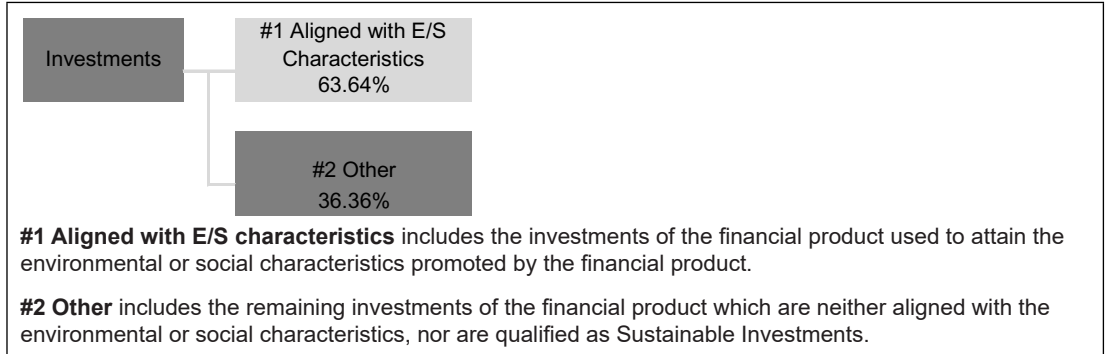 Investments
#1 Aligned with E/S
Characteristics
63.64%
#2 Other
36.36%
#1 Aligned with E/S characteristics includes the investments of the financial product used to attain the
environmental or social characteristics promoted by the financial product.
#2 Other includes the remaining investments of the financial product which are neither aligned with the
environmental or social characteristics, nor are qualified as Sustainable Investments.